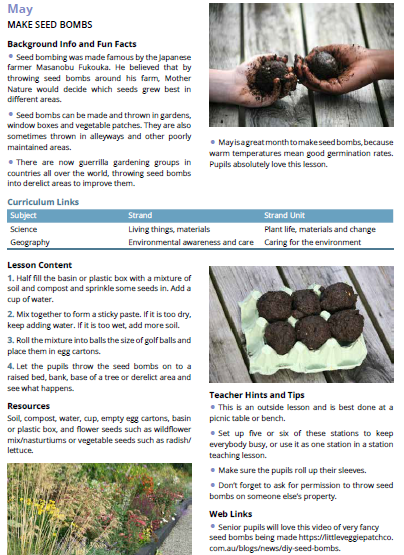 May
MAKE SEED BOMBS
Background Info and Fun Facts
• Seed bombing was made famous by the Japanese
farmer Masanobu Fukouka. He believed that by
throwing seed bombs around his farm, Mother
Nature would decide which seeds grew best in
different areas.
• Seed bombs can be made and thrown in gardens,
window boxes and vegetable patches. They are also
sometimes thrown in alleyways and other poorly
maintained areas.
• There are now guerrilla gardening groups in
countries all over the world, throwing seed bombs
into derelict areas to improve them.
• May is a great month to make seed bombs, because
warm temperatures mean good germination rates.
Pupils absolutely love this lesson.
Curriculum Links
Subject Strand Strand Unit
Science Living things, materials Plant life, materials and change
Geography Environmental awareness and care Caring for the environment
Lesson Content
1. Half fill the basin or plastic box with a mixture of
soil and compost and sprinkle some seeds in. Add a
cup of water.
2. Mix together to form a sticky paste. If it is too dry,
keep adding water. If it is too wet, add more soil.
3. Roll the mixture into balls the size of golf balls and
place them in egg cartons.
4. Let the pupils throw the seed bombs on to a
raised bed, bank, base of a tree or derelict area and
see what happens.
Resources
Soil, compost, water, cup, empty egg cartons, basin
or plastic box, and flower seeds such as wildflower
mix/nasturtiums or vegetable seeds such as radish/
lettuce.
Teacher Hints and Tips
• This is an outside lesson and is best done at a
picnic table or bench.
• Set up five or six of these stations to keep
everybody busy, or use it as one station in a station
teaching lesson.
• Make sure the pupils roll up their sleeves.
• Don't forget to ask for permission to throw seed
bombs on someone else's property.
Web Links
• Senior pupils will love this video of very fancy
seed bombs being made https://littleveggiepatchco.
com.au/blogs/news/diy-seed-bombs.